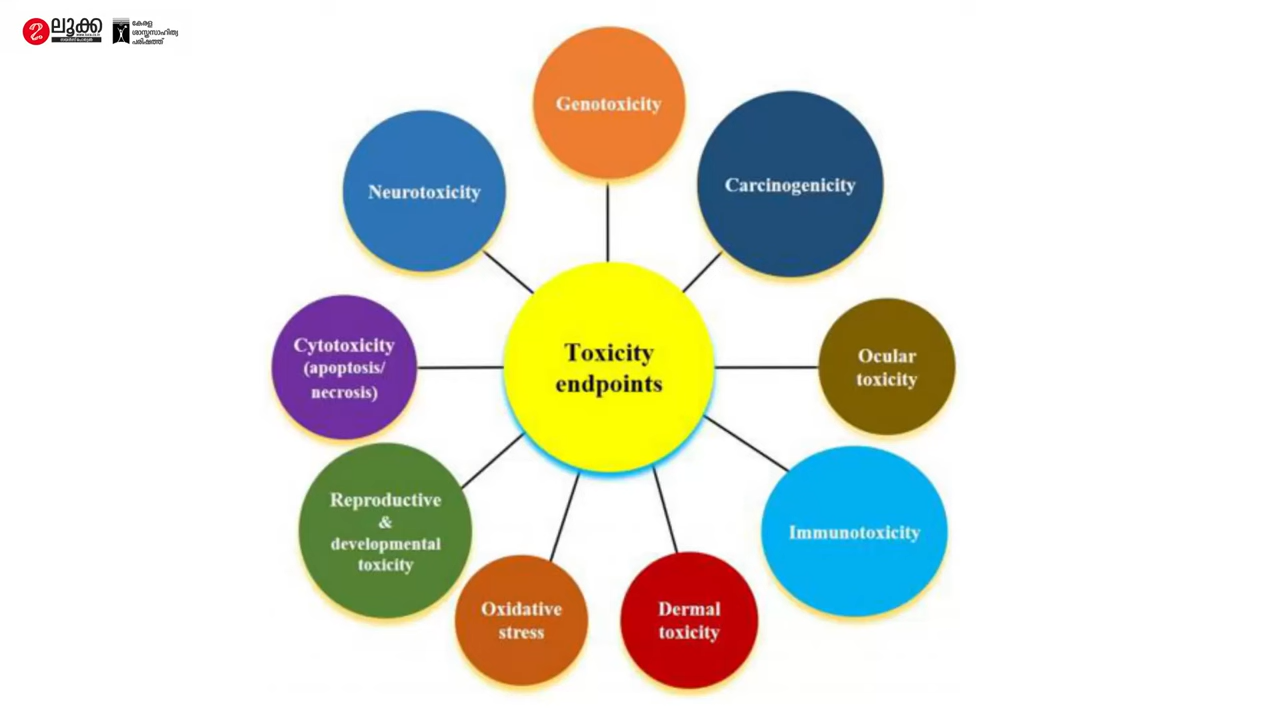 ലൂക്ക
കേരള
ശാസ്ത്രസാഹിത്യ
പരിഷത്ത്
Genotoxicity
Carcinogenicity
Neurotoxicity
Cytotoxicity
(apoptosis/
necrosis)
Toxicity
endpoints
Ocular
toxicity
Reproductive
&
developmental
toxicity
Immunotoxicity
Oxidative
stress
Dermal
toxicity